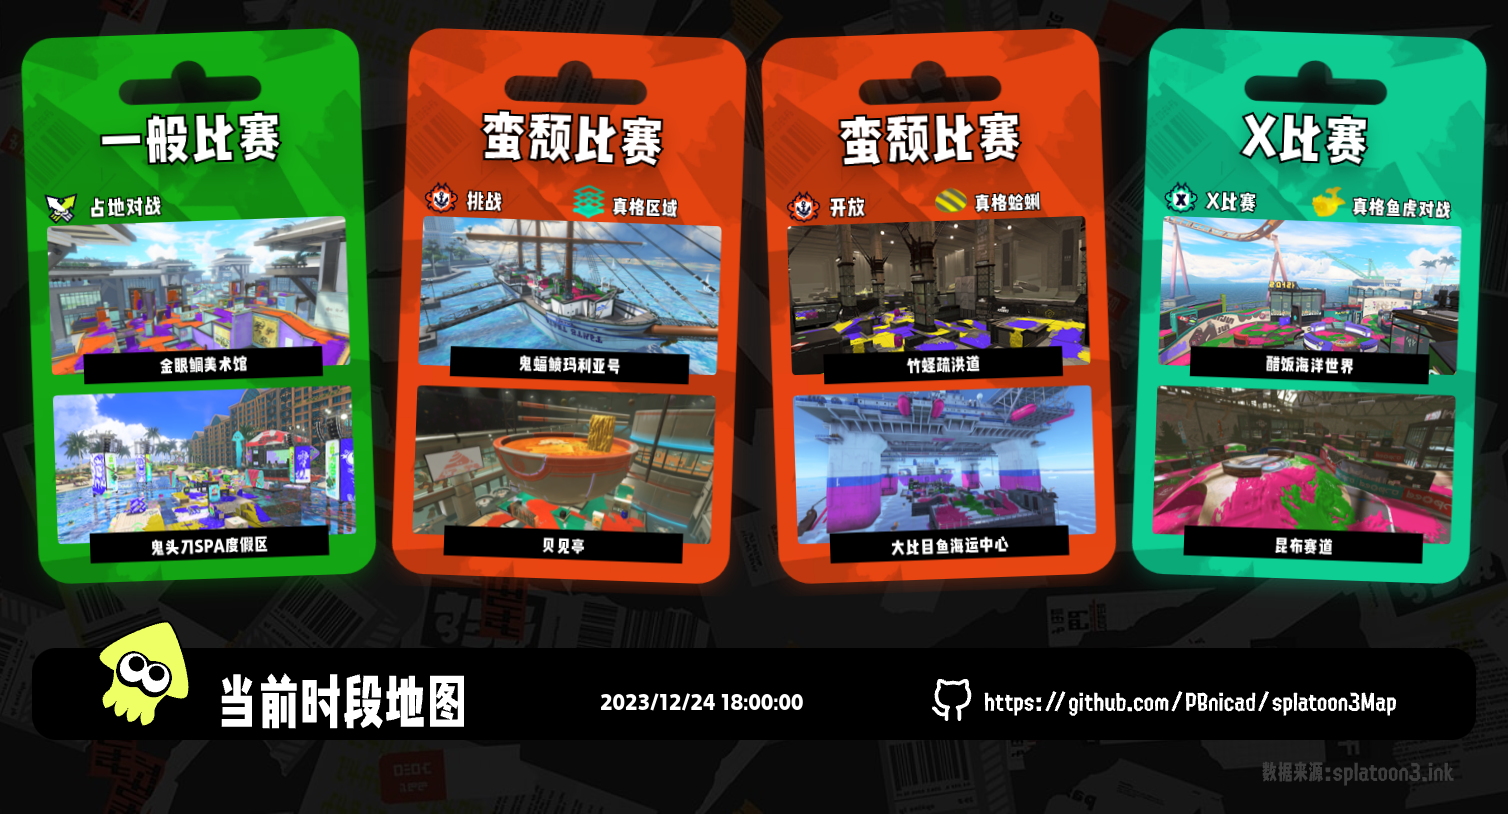 一般比赛
占地对战
金眼鲷美术馆
鬼头刀SPA度假区
蛮颓比赛
挑战
真格区域
鬼蝠鲼玛利亚号
贝见亭
蛮颓比赛
开放
真格蛤蜊
竹蛏疏洪道
大比目鱼海运中心
X比赛
X比赛
真格鱼虎对战
醋饭海洋世界
昆布赛道
当前时段地图
2023/12/24 18:00:00
https://github.com/PBnicad/splatoon3Map
数据来源:splatoon3.ink